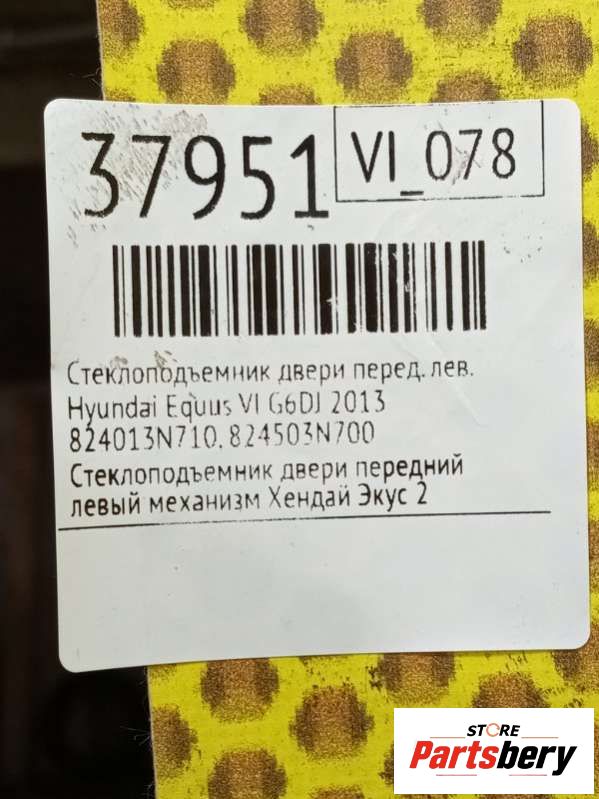 37951
VI_078
Стеклоподъемник двери перед. лев.
Hyundai Equus VI G6DJ 2013
824013N710, 824503N700
Стеклоподъемник двери передний
левый механизм Хендай Экус 2
STORE
Partsbery